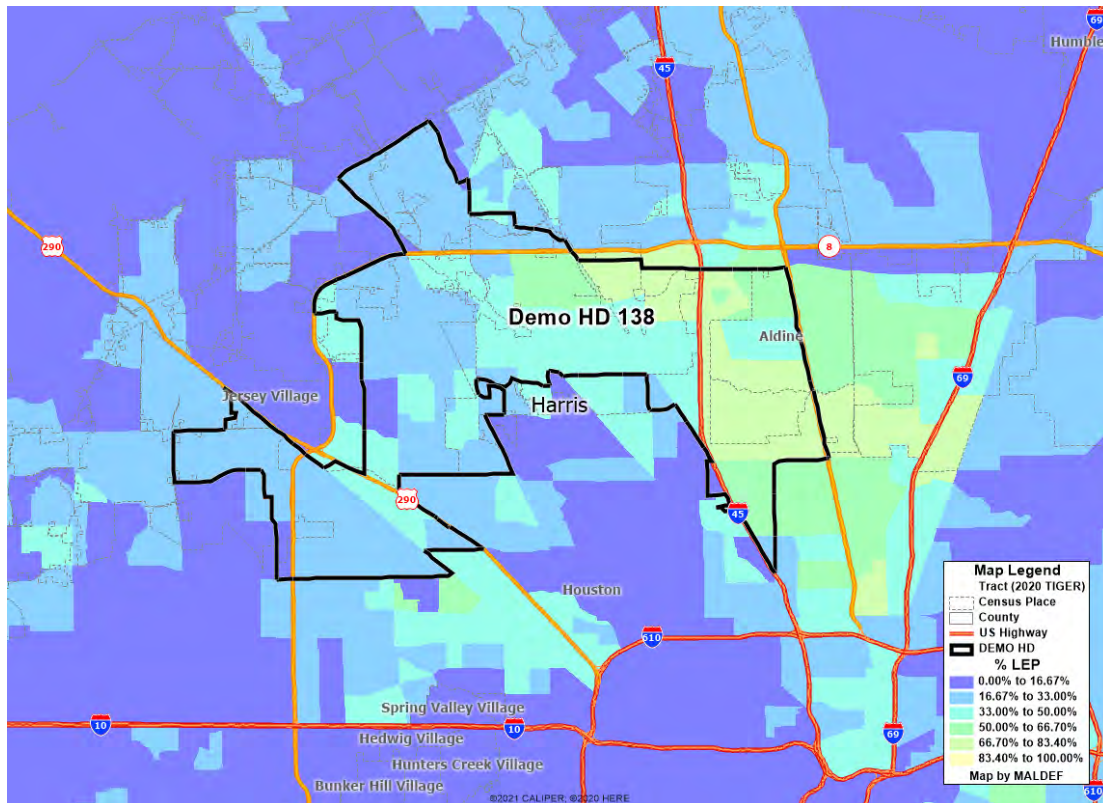 69
Humble
45
290
8
Demo HD 138
Aldine
69
Jersey Village
Harris
290
45
Houston
610
Spring Valley Village
10
10
Hedwig Village
69
Hunters Creek Village
Bunker Hill Village
610
Map Legend
Tract (2020 TIGER)
Census Place
County
US Highway
DEMO HD
% LEP
0.00% to 16.67%
16.67% to 33.00%
33.00% to 50.00%
50.00% to 66.70%
66.70% to 83.40%
83.40% to 100.00%
Map by MALDEF
©2021 CALIPER; ©2020 HERE